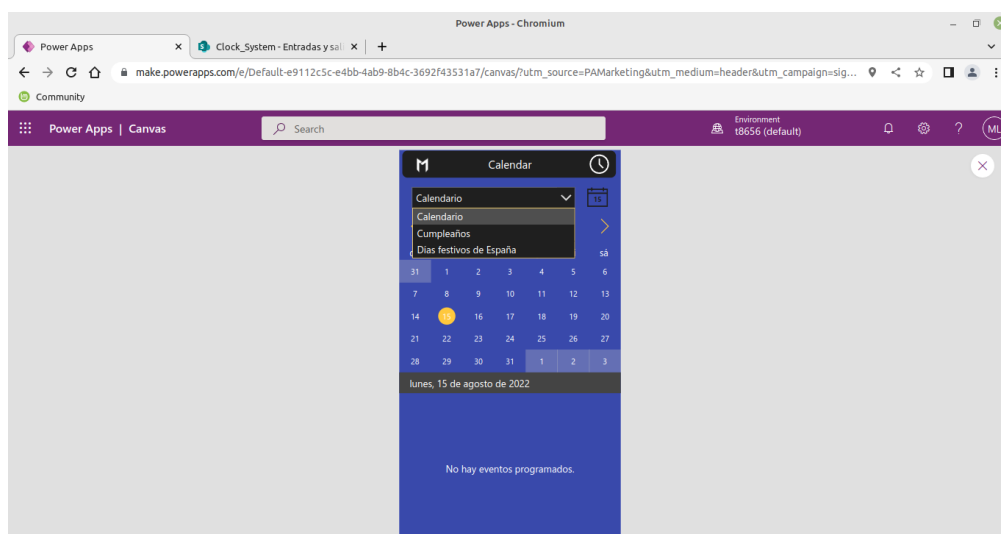 Power Apps - Chromium
Power Apps
Clock_System - Entradas y sal
make.powerapps.com/e/Default-e9112c5c-e4bb-4ab9-8b4c-3692f43531a7/canvas/?utm_source=PAMarketing&utm_medium=header&utm_campaign=sig...
Community
Power Apps | Canvas
Search
Environment
t8656 (default)
ML
Calendar
Calendario
15
Calendario
Cumpleaños
Días festivos de España
sá
31 1 2 3 4 5 6
7 8 9 10 11 12 13
14 15 16 17 18 19 20
21 22 23 24 25 26 27
28 29 30 31 1 2 3
lunes, 15 de agosto de 2022
No hay eventos programados.